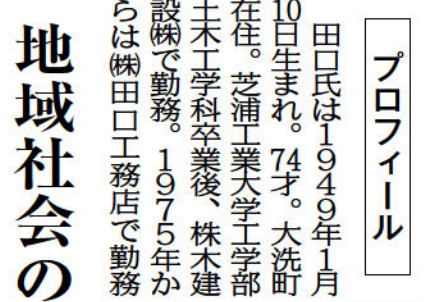 プロフィール
田口氏は1949年1月
10日生まれ。74才。大洗町
在住。芝浦工業大学工学部
土木工学科卒業後、株木建
設㈱で勤務。1975年か
らは㈱田口工務店で勤務
地域社会の